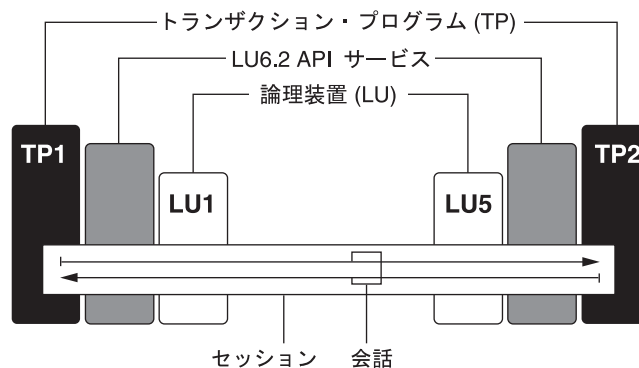 トランザクション・プログラム (TP)
LU6.2 API サービス
論理装置 (LU)
TP1
TP2
LU1
LU5
セッション
会話